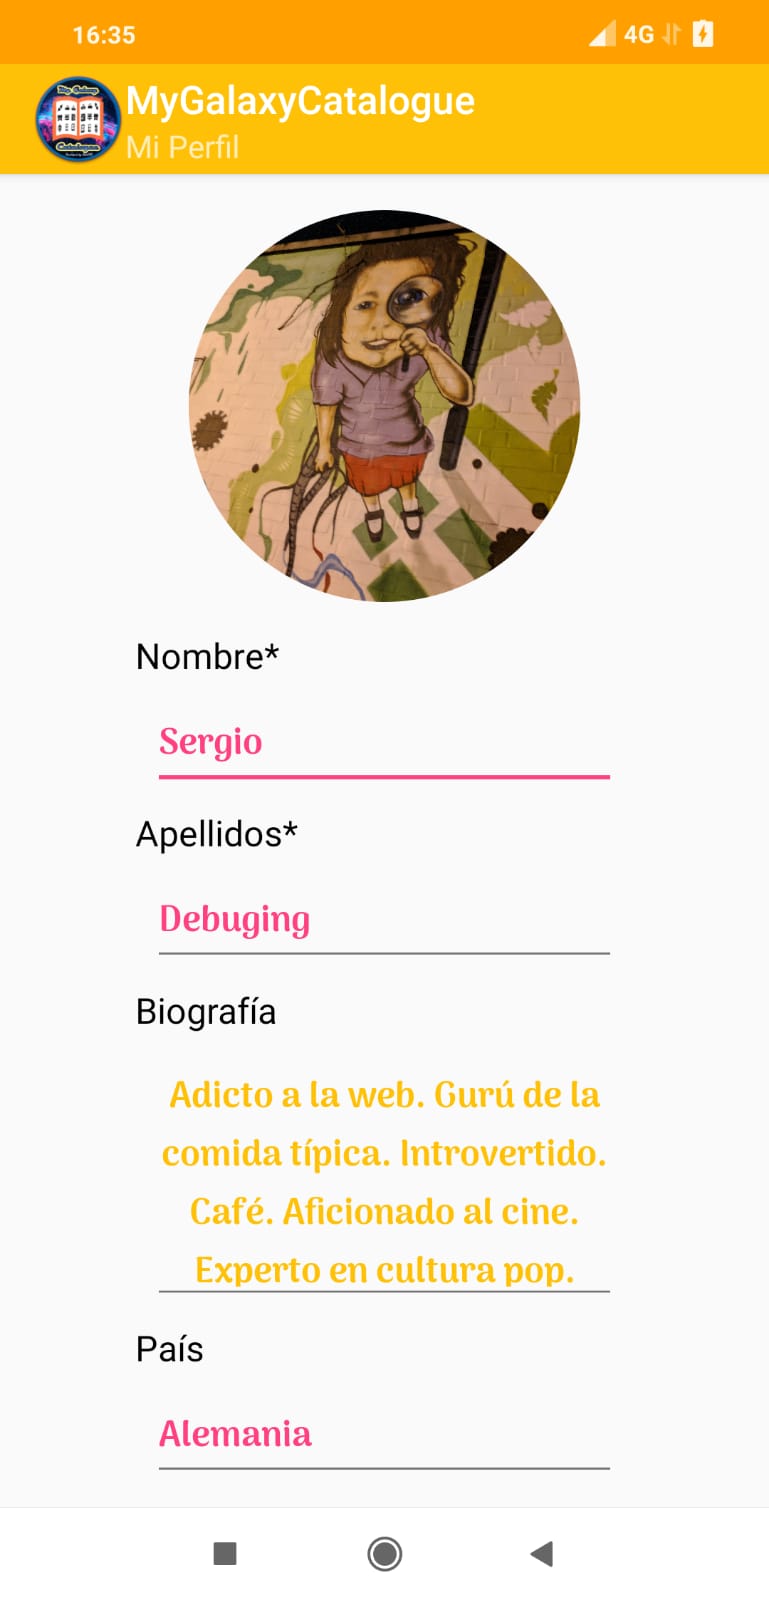 16:35
4G
MyGalaxyCatalogue
Mi Perfil
Nombre*
Sergio
Apellidos*
Debuging
Biografía
Adicto a la web. Gurú de la
comida típica. Introvertido.
Café. Aficionado al cine.
Experto en cultura pop.
País
Alemania